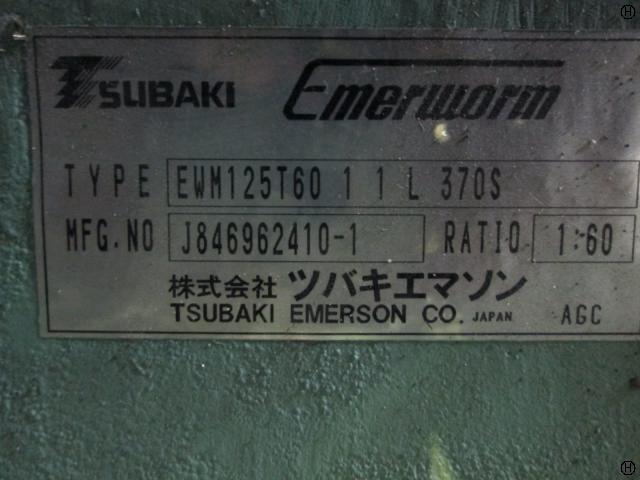 TSUBAKI Emerworm
TYPE EWM125T60 1 1 L 370S
MFG.NO J846962410-1 RATIO 1:60
株式会社 ツバキエマソン
TSUBAKI EMERSON CO. JAPAN AGC
H
H